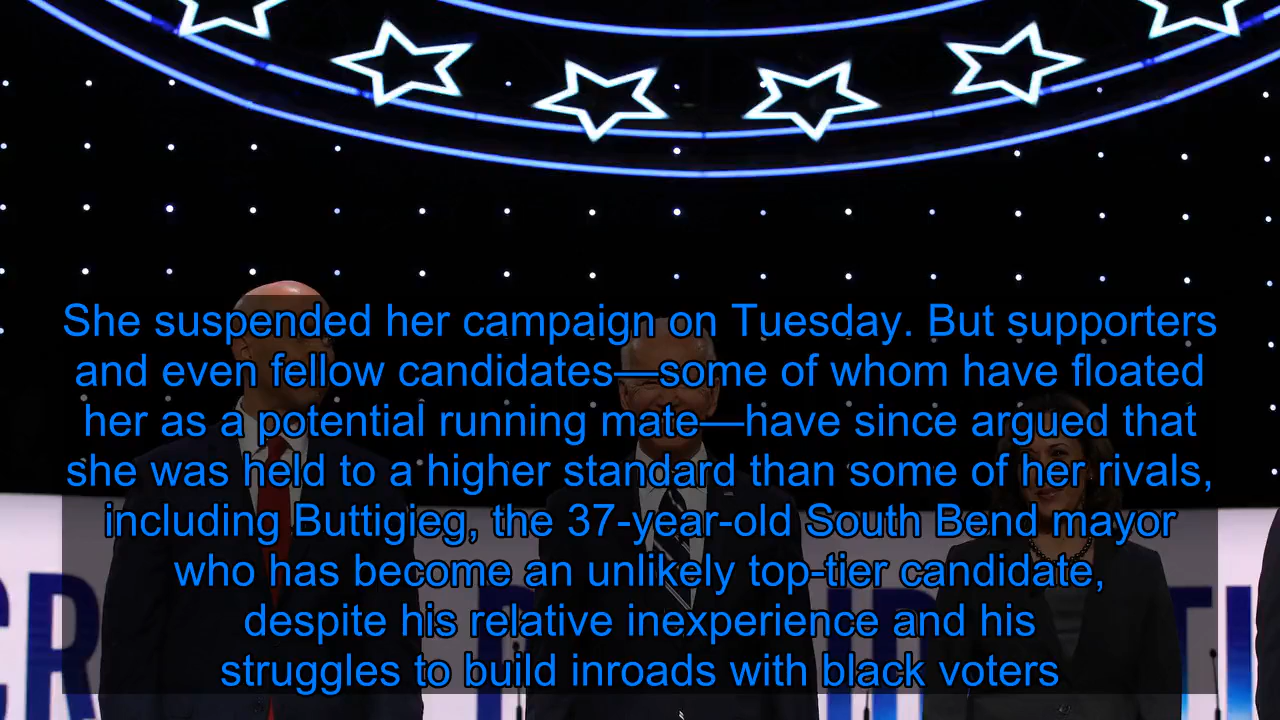 She suspended her campaign on Tuesday. But supporters
and even fellow candidates—some of whom have floated
her as a potential running mate—have since argued that
she was held to a higher standard than some of her rivals,
including Buttigieg, the 37-year-old South Bend mayor
who has become an unlikely top-tier candidate,
despite his relative inexperience and his
struggles to build inroads with black voters